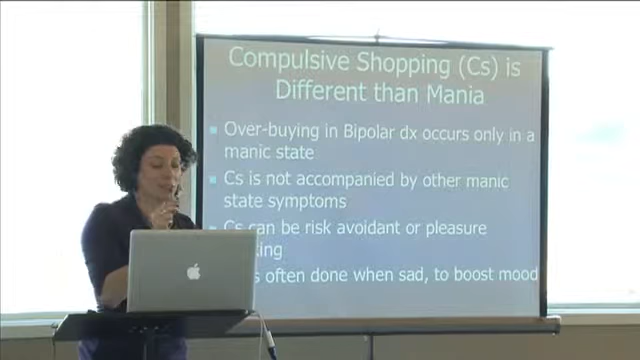 Compulsive Shopping (Cs) is
Different than Mania
Over-buying in Bipolar dx occurs only in a
manic state
Cs is not accompanied by other manic
state symptoms
Cs can be risk avoidant or pleasure
often done when sad, to boost mood